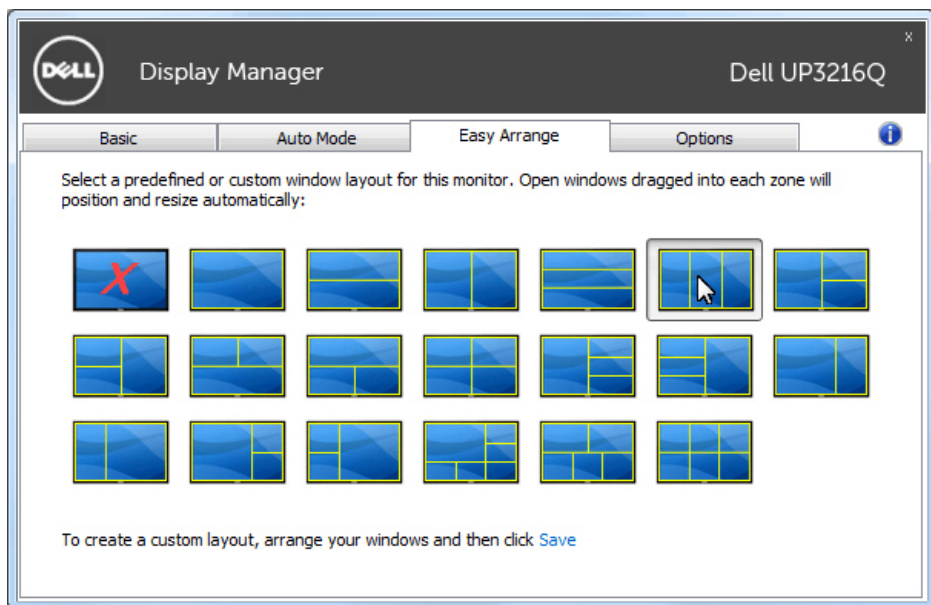 x
DELL
Display Manager
Dell UP3216Q
Basic
Auto Mode
Easy Arrange
Options
i
Select a predefined or custom window layout for this monitor. Open windows dragged into each zone will
position and resize automatically:
X
To create a custom layout, arrange your windows and then click Save